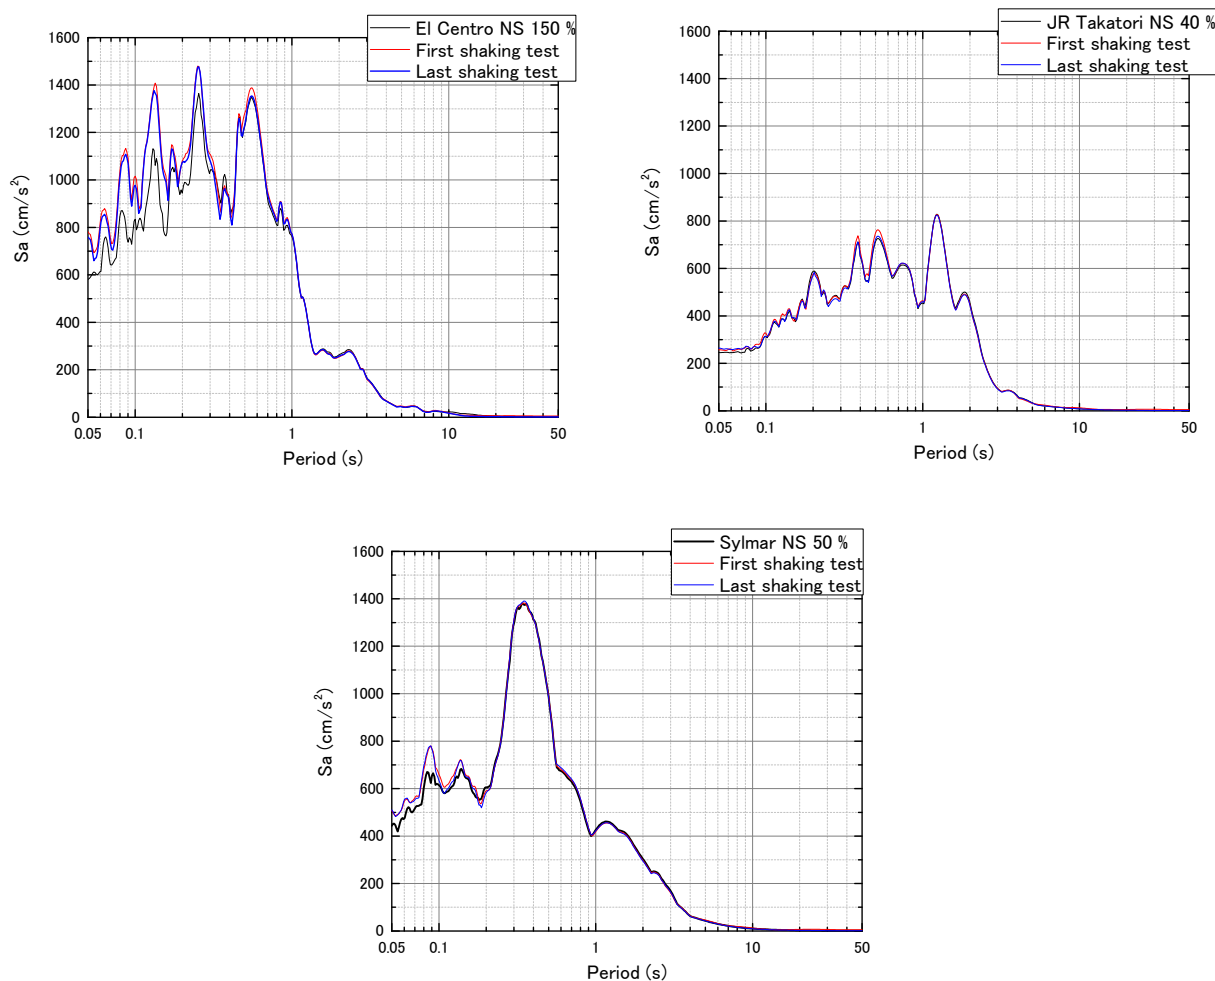 El Centro NS 150 %
First shaking test
Last shaking test
1600
1400
1200
1000
800
600
400
200
0
Sa (cm/s²)
0.05 0.1 1 10 50
Period (s)
JR Takatori NS 40 %
First shaking test
Last shaking test
1600
1400
1200
1000
800
600
400
200
0
Sa (cm/s²)
0.05 0.1 1 10 50
Period (s)
Sylmar NS 50 %
First shaking test
Last shaking test
1600
1400
1200
1000
800
600
400
200
0
Sa (cm/s²)
0.05 0.1 1 10 50
Period (s)